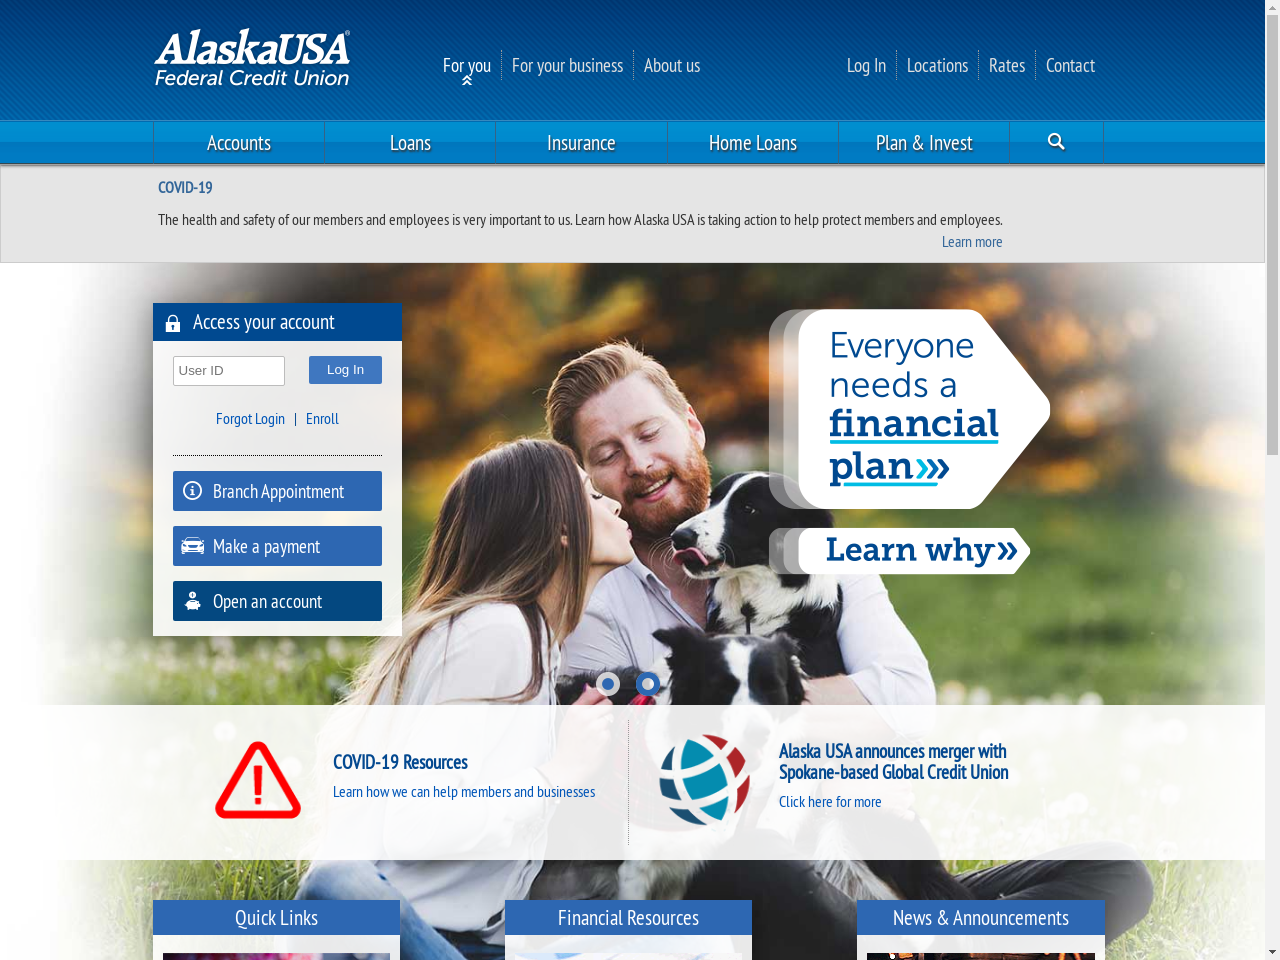 AlaskaUSA®
Federal Credit Union
For you
For your business
About us
Log In
Locations
Rates
Contact
Accounts
Loans
Insurance
Home Loans
Plan & Invest
COVID-19
The health and safety of our members and employees is very important to us. Learn how Alaska USA is taking action to help protect members and employees.
Learn more
Access your account
User ID
Log In
Forgot Login | Enroll
Branch Appointment
Make a payment
Open an account
Everyone
needs a
financial
plan
Learn why
COVID-19 Resources
Learn how we can help members and businesses
Alaska USA announces merger with
Spokane-based Global Credit Union
Click here for more
Quick Links
Financial Resources
News & Announcements